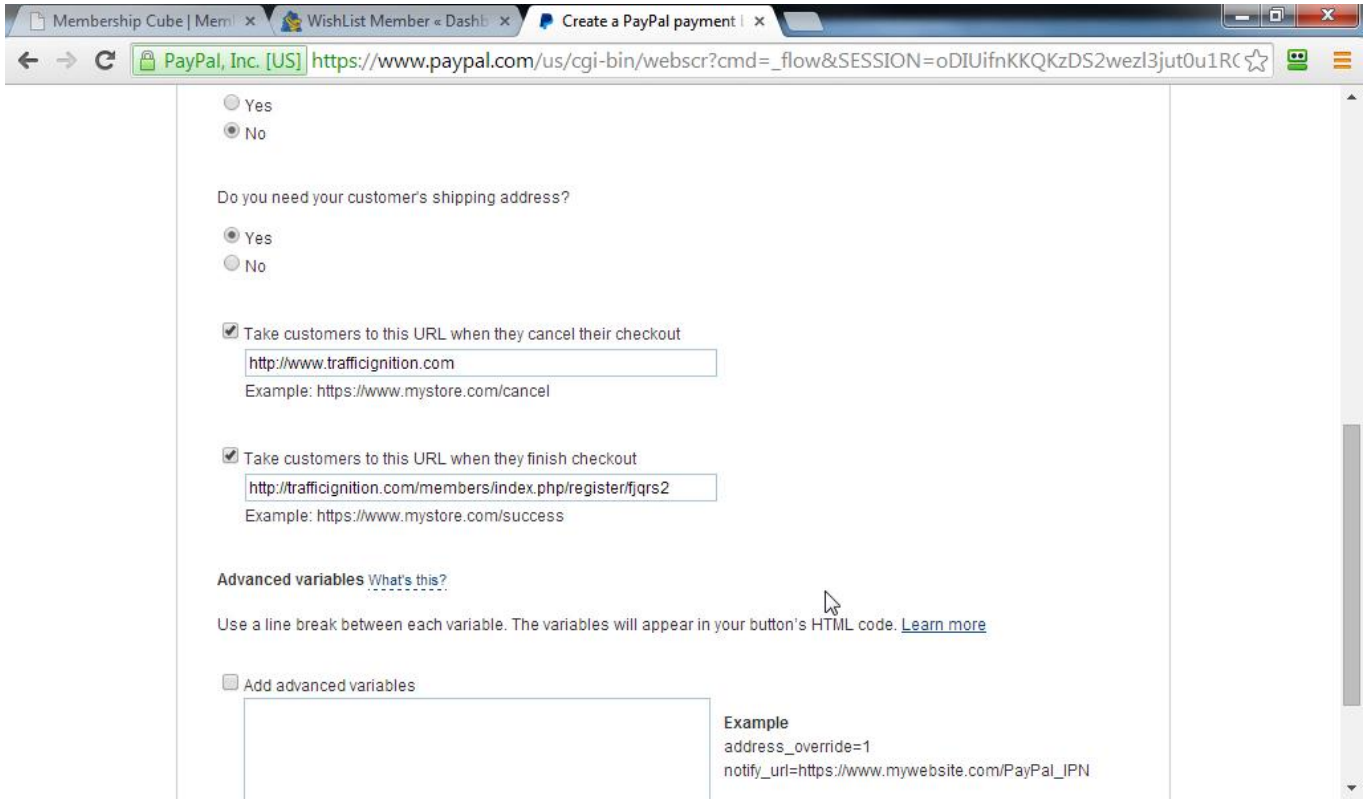 Membership Cube | Mem
WishList Member « Dashb
Create a PayPal payment
PayPal, Inc. [US] https://www.paypal.com/us/cgi-bin/webscr?cmd=_flow&SESSION=oDIUifnKKQKzDS2wezl3jut0u1R
Yes
No
Do you need your customer's shipping address?
Yes
No
Take customers to this URL when they cancel their checkout
http://www.trafficignition.com
Example: https://www.mystore.com/cancel
Take customers to this URL when they finish checkout
http://trafficignition.com/members/index.php/register/fjqrs2
Example: https://www.mystore.com/success
Advanced variables What's this?
Use a line break between each variable. The variables will appear in your button's HTML code. Learn more
Add advanced variables
Example
address_override=1
notify_url=https://www.mywebsite.com/PayPal_IPN